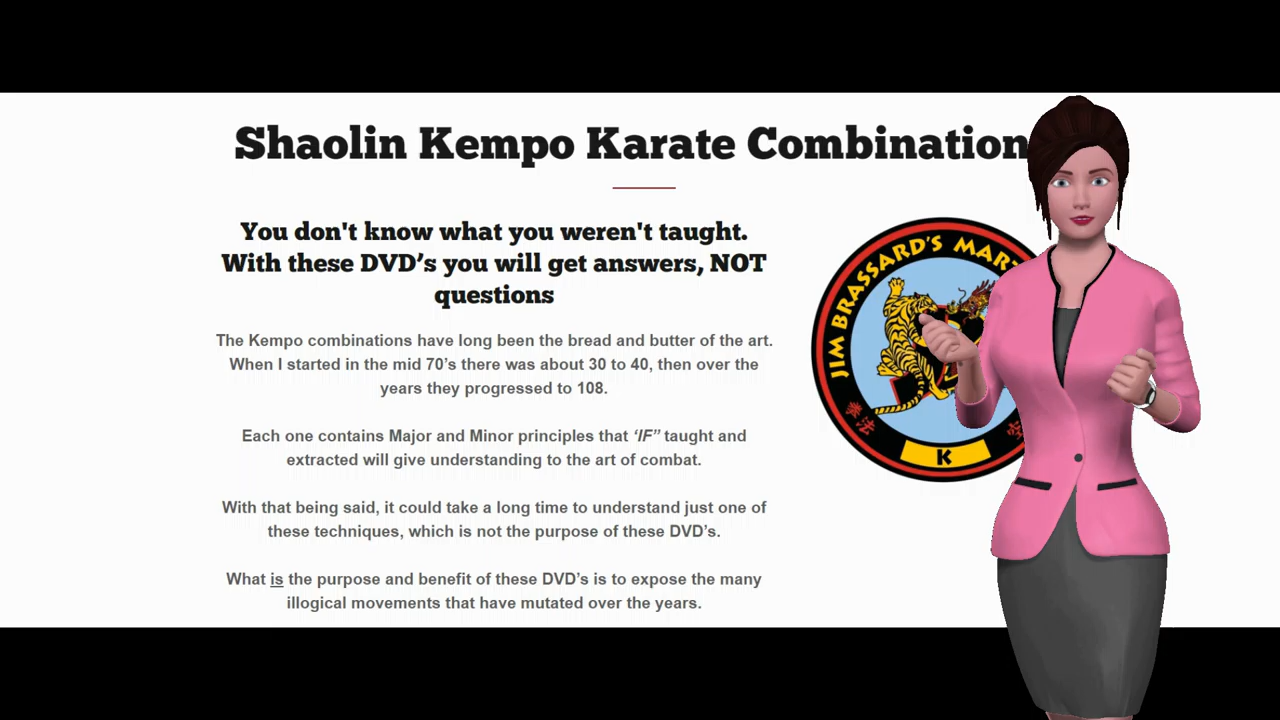 Shaolin Kempo Karate Combination
You don't know what you weren't taught.
With these DVD’s you will get answers, NOT
questions
The Kempo combinations have long been the bread and butter of the art.
When I started in the mid 70’s there was about 30 to 40, then over the
years they progressed to 108.
Each one contains Major and Minor principles that ‘IF” taught and
extracted will give understanding to the art of combat.
With that being said, it could take a long time to understand just one of
these techniques, which is not the purpose of these DVD’s.
What is the purpose and benefit of these DVD’s is to expose the many
illogical movements that have mutated over the years.
JIM BRASSARD'S
K